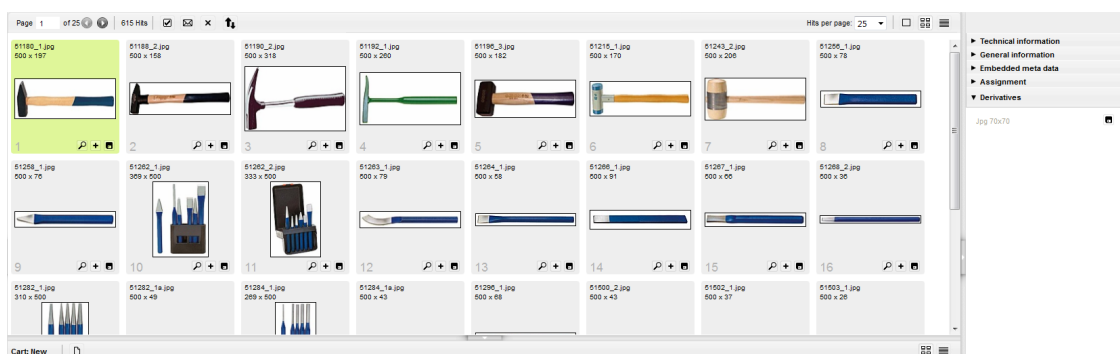 Page 1 of 25 615 Hits Hits per page: 25
51180_1.jpg
500 x 197
1
51188_2.jpg
500 x 158
2
51190_2.jpg
500 x 318
3
51192_1.jpg
500 x 260
4
51196_3.jpg
500 x 182
5
51215_1.jpg
500 x 170
6
51243_2.jpg
500 x 206
7
51256_1.jpg
500 x 78
8
51258_1.jpg
500 x 76
9
51262_1.jpg
369 x 500
10
51262_2.jpg
333 x 500
11
51263_1.jpg
500 x 79
12
51264_1.jpg
500 x 58
13
51266_1.jpg
500 x 91
14
51267_1.jpg
500 x 66
15
51268_2.jpg
500 x 36
16
51282_1.jpg
310 x 500
51282_1a.jpg
500 x 49
51284_1.jpg
269 x 500
51284_1a.jpg
500 x 43
51296_1.jpg
500 x 68
51500_2.jpg
500 x 43
51502_1.jpg
500 x 37
51503_1.jpg
500 x 26
Cart: New
Technical information
General information
Embedded meta data
Assignment
Derivatives
Jpg 70x70